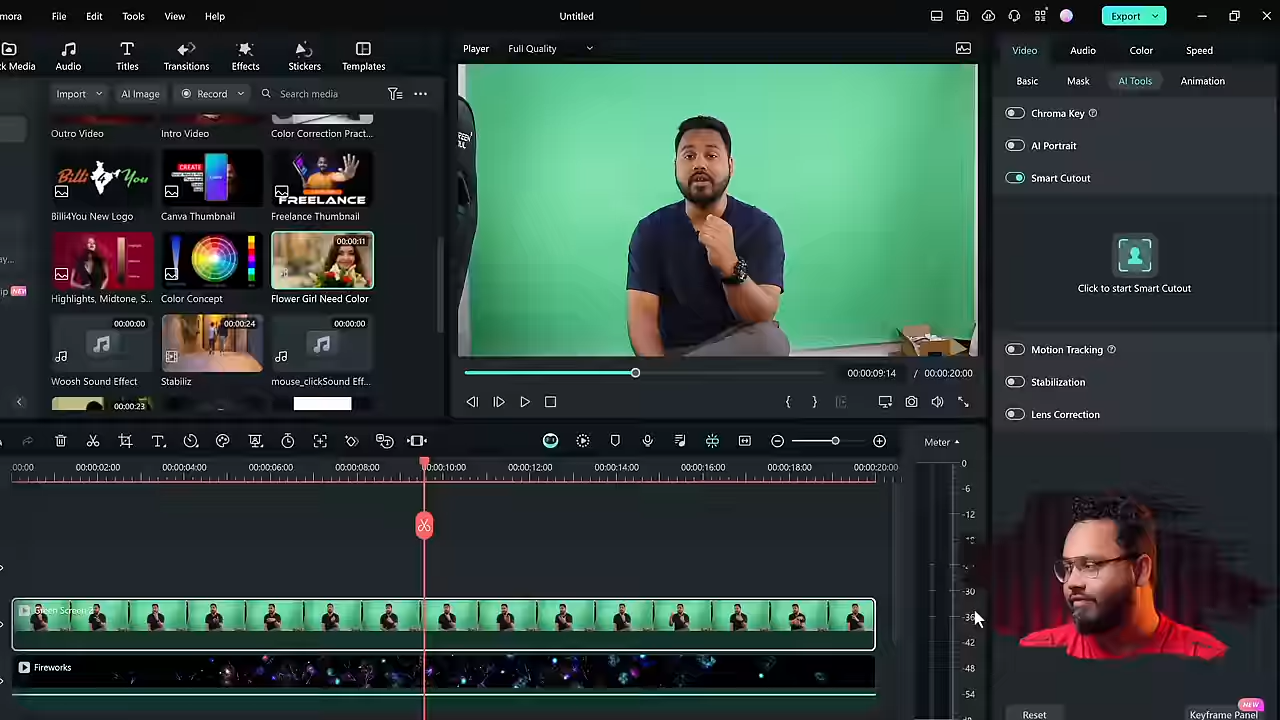 mora File Edit Tools View Help Untitled Export
k Media Audio Titles Transitions Effects Stickers Templates
Player Full Quality
Video Audio Color Speed
Import AI Image Record Search media
Basic Mask AI Tools Animation
Outro Video Intro Video Color Correction Pract...
Chroma Key
AI Portrait
Smart Cutout
Billi You CREATE FREELANCE
Billi4You New Logo Canva Thumbnail Freelance Thumbnail
00:00:11
Highlights, Midtone, S... Color Concept Flower Girl Need Color
Click to start Smart Cutout
ay...
ip NEW
00:00:00 00:00:24 00:00:00
Woosh Sound Effect Stabiliz mouse_clickSound Eff...
00:00:23
00:00:09:14 / 00:00:20:00
Motion Tracking
Stabilization
Lens Correction
Meter
00:00 00:00:02:00 00:00:04:00 00:00:06:00 00:00:08:00 00:00:10:00 00:00:12:00 00:00:14:00 00:00:16:00 00:00:18:00 00:00:20:00
0
-6
-12
-30
-36
-42
-48
-54
Green Screen
Fireworks
Reset
NEW
Keyframe Panel